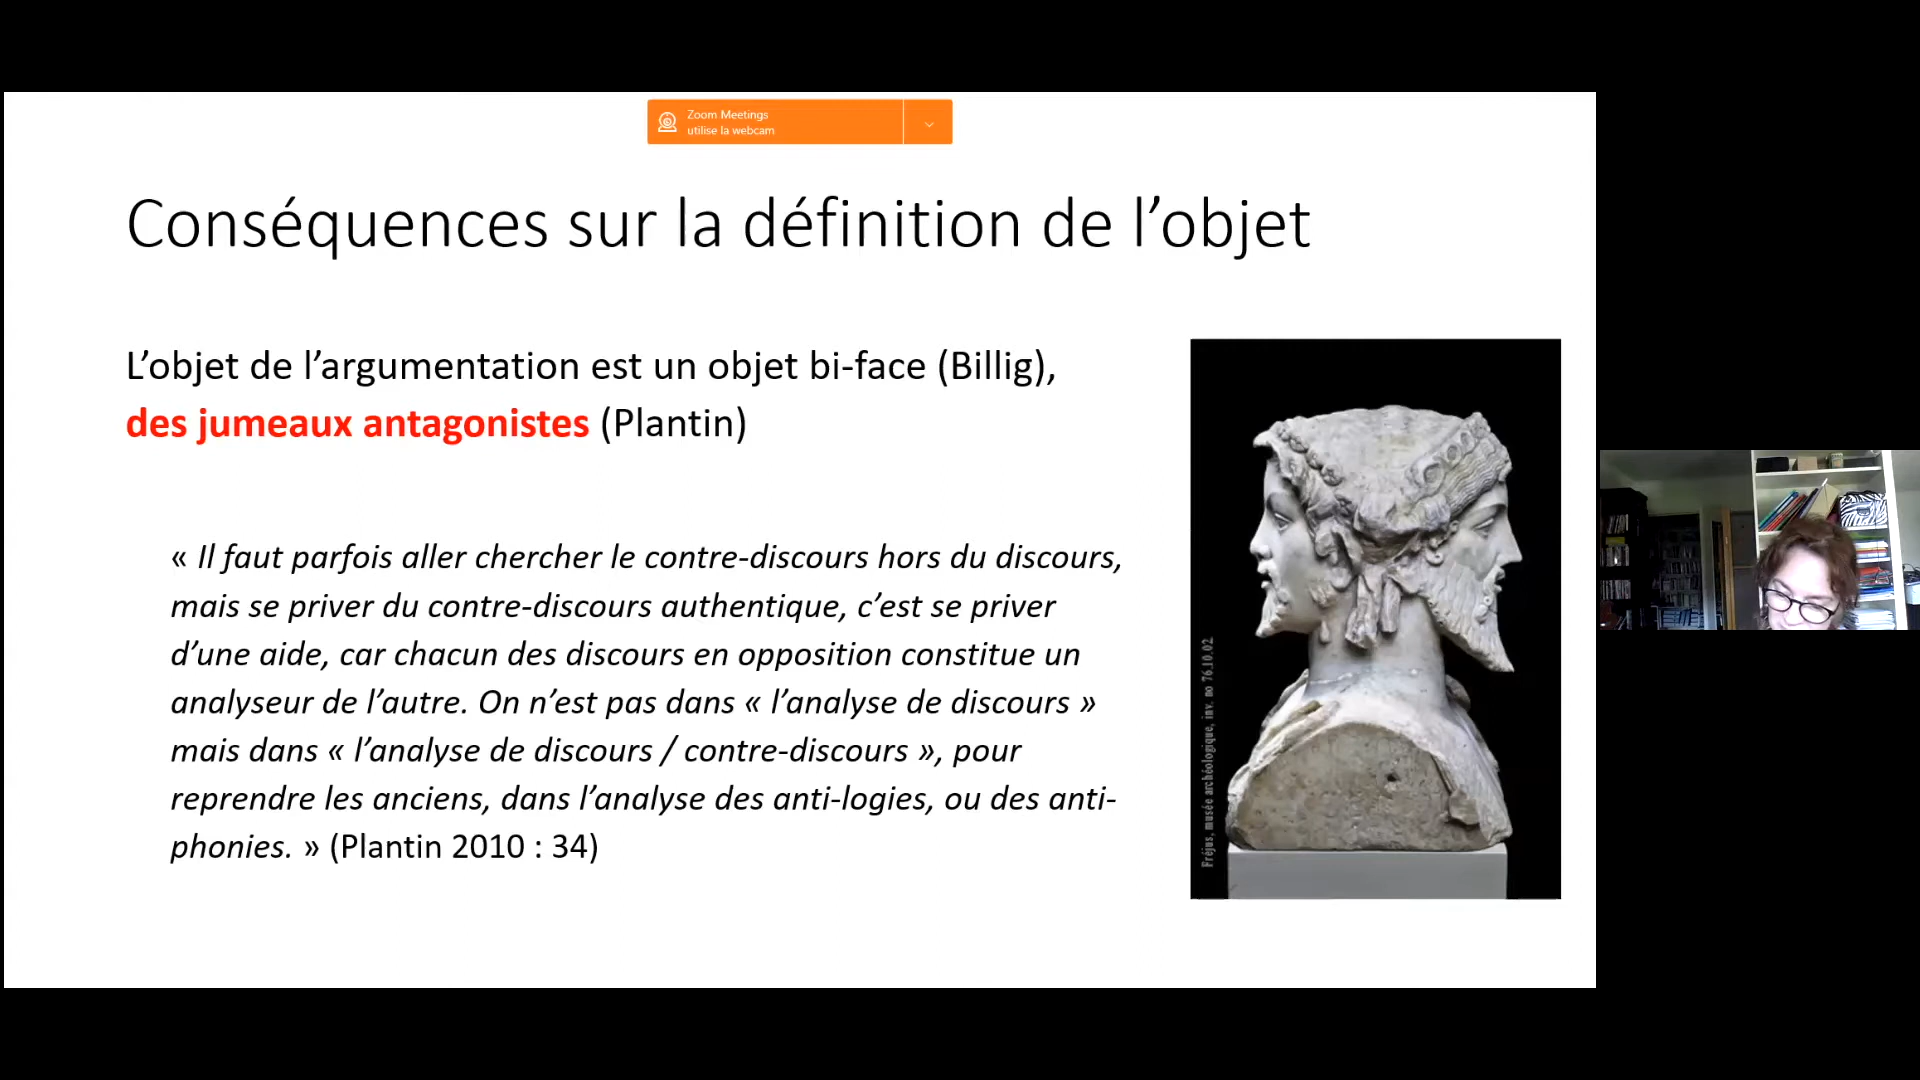 Zoom Meetings
utilise la webcam
Conséquences sur la définition de l’objet
L’objet de l’argumentation est un objet bi-face (Billig),
des jumeaux antagonistes (Plantin)
« Il faut parfois aller chercher le contre-discours hors du discours,
mais se priver du contre-discours authentique, c’est se priver
d’une aide, car chacun des discours en opposition constitue un
analyseur de l’autre. On n’est pas dans « l’analyse de discours »
mais dans « l’analyse de discours / contre-discours », pour
reprendre les anciens, dans l’analyse des anti-logies, ou des anti-
phonies. » (Plantin 2010 : 34)
Fréjus, musée archéologique, inv. no 76.10.02